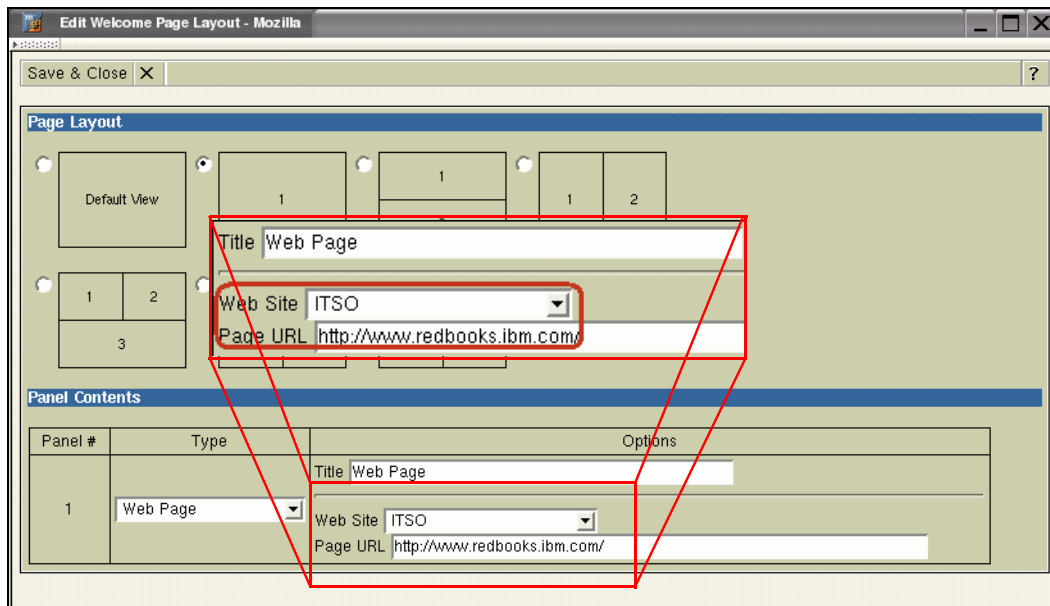 Edit Welcome Page Layout - Mozilla
Save & Close X ?
Page Layout
Default View
1
1
1 2
Title Web Page
Web Site ITSO
Page URL http://www.redbooks.ibm.com/
1 2
3
Panel Contents
Panel # Type Options
Title Web Page
1 Web Page
Web Site ITSO
Page URL http://www.redbooks.ibm.com/